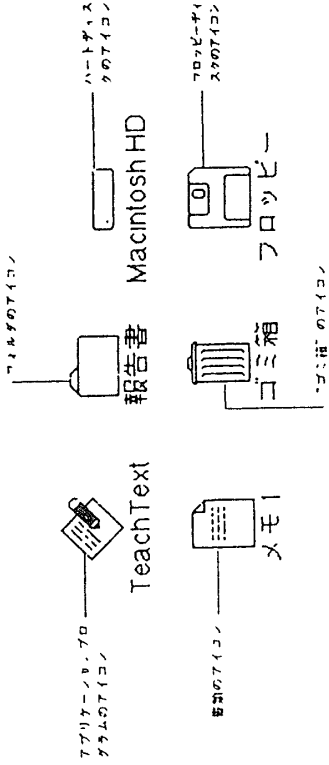 アプリケーション・プロ
グラムのアイコン
TeachText
フォルダのアイコン
報告書
ハードディス
クのアイコン
Macintosh HD
書類のアイコン
メモ1
"ゴミ箱"のアイコン
ゴミ箱
フロッピーディ
スクのアイコン
フロッピー